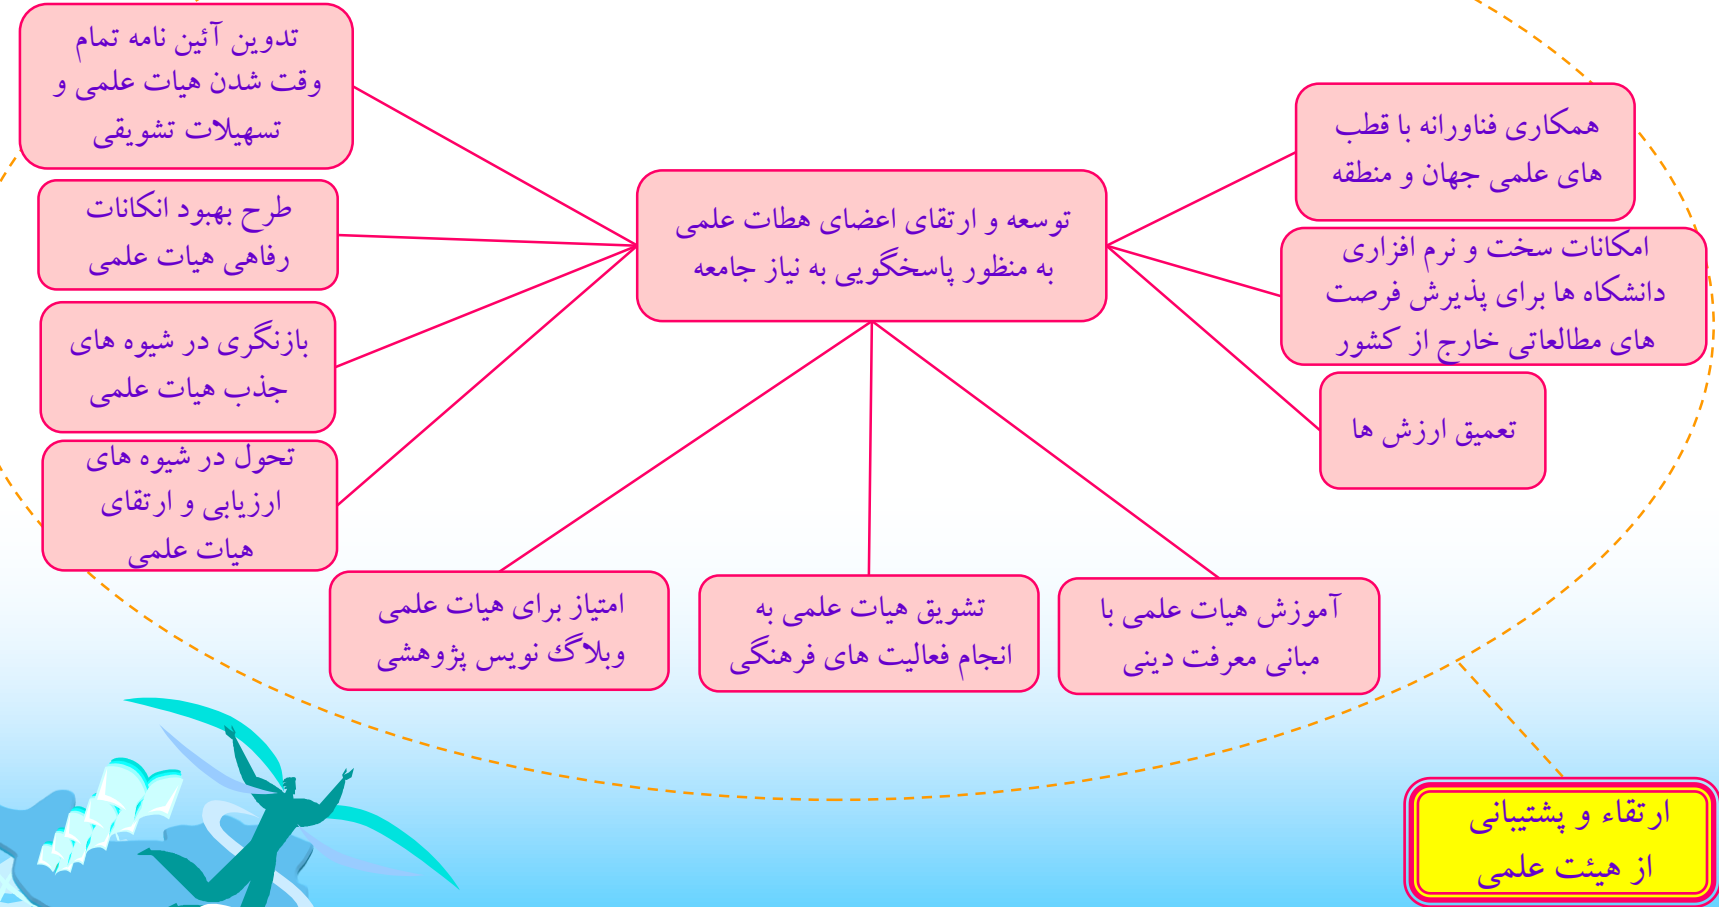 تدوین آئین نامه تمام
وقت شدن هیات علمی و
تسهیلات تشویقی
همکاری فناورانه با قطب
های علمی جهان و منطقه
طرح بهبود انکانات
رفاهی هیات علمی
توسعه و ارتقای اعضای هطات علمی
به منظور پاسخگویی به نیاز جامعه
امکانات سخت و نرم افزاری
دانشکاه ها برای پذیرش فرصت
های مطالعاتی خارج از کشور
بازنگری در شیوه های
جذب هیات علمی
تعمیق ارزش ها
تحول در شیوه های
ارزیابی و ارتقای
هیات علمی
آموزش هیات علمی با
مبانی معرفت دینی
تشویق هیات علمی به
انجام فعالیت های فرهنگی
امتیاز برای هیات علمی
وبلاگ نویس پژوهشی
ارتقاء و پشتیبانی
از هیئت علمی